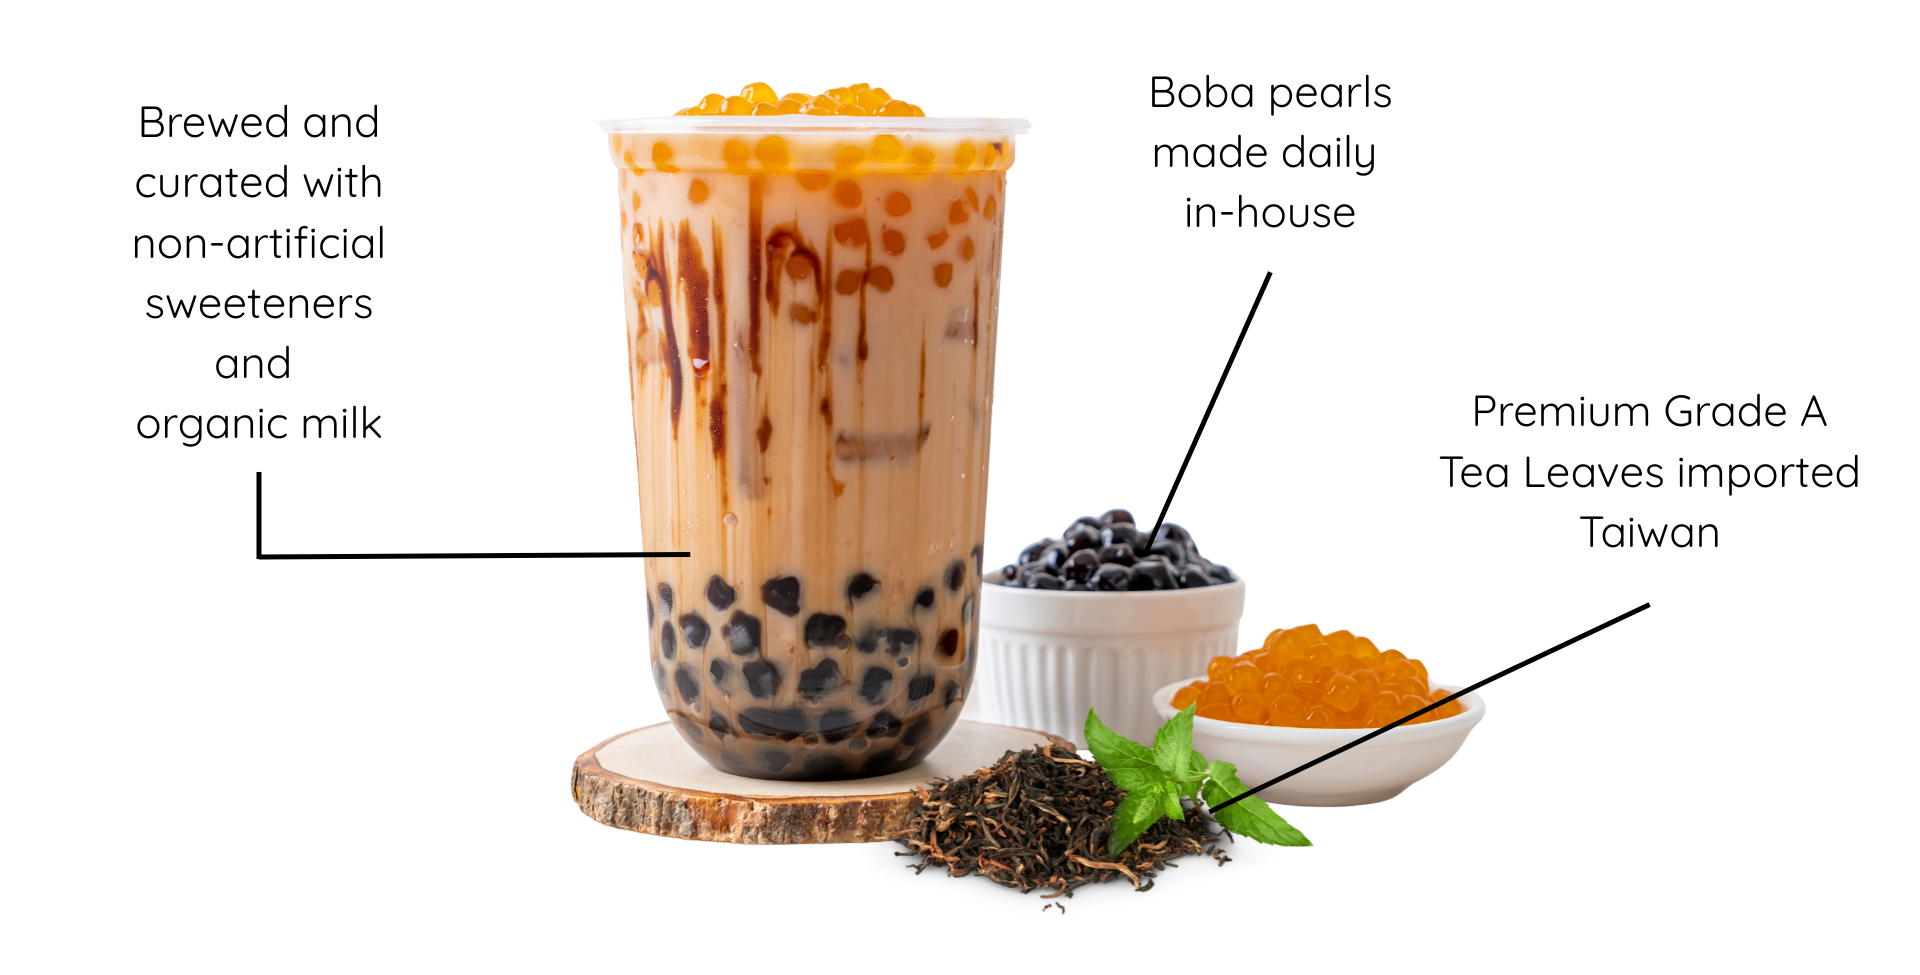 Brewed and
curated with
non-artificial
sweeteners
and
organic milk
Boba pearls
made daily
in-house
Premium Grade A
Tea Leaves imported
Taiwan